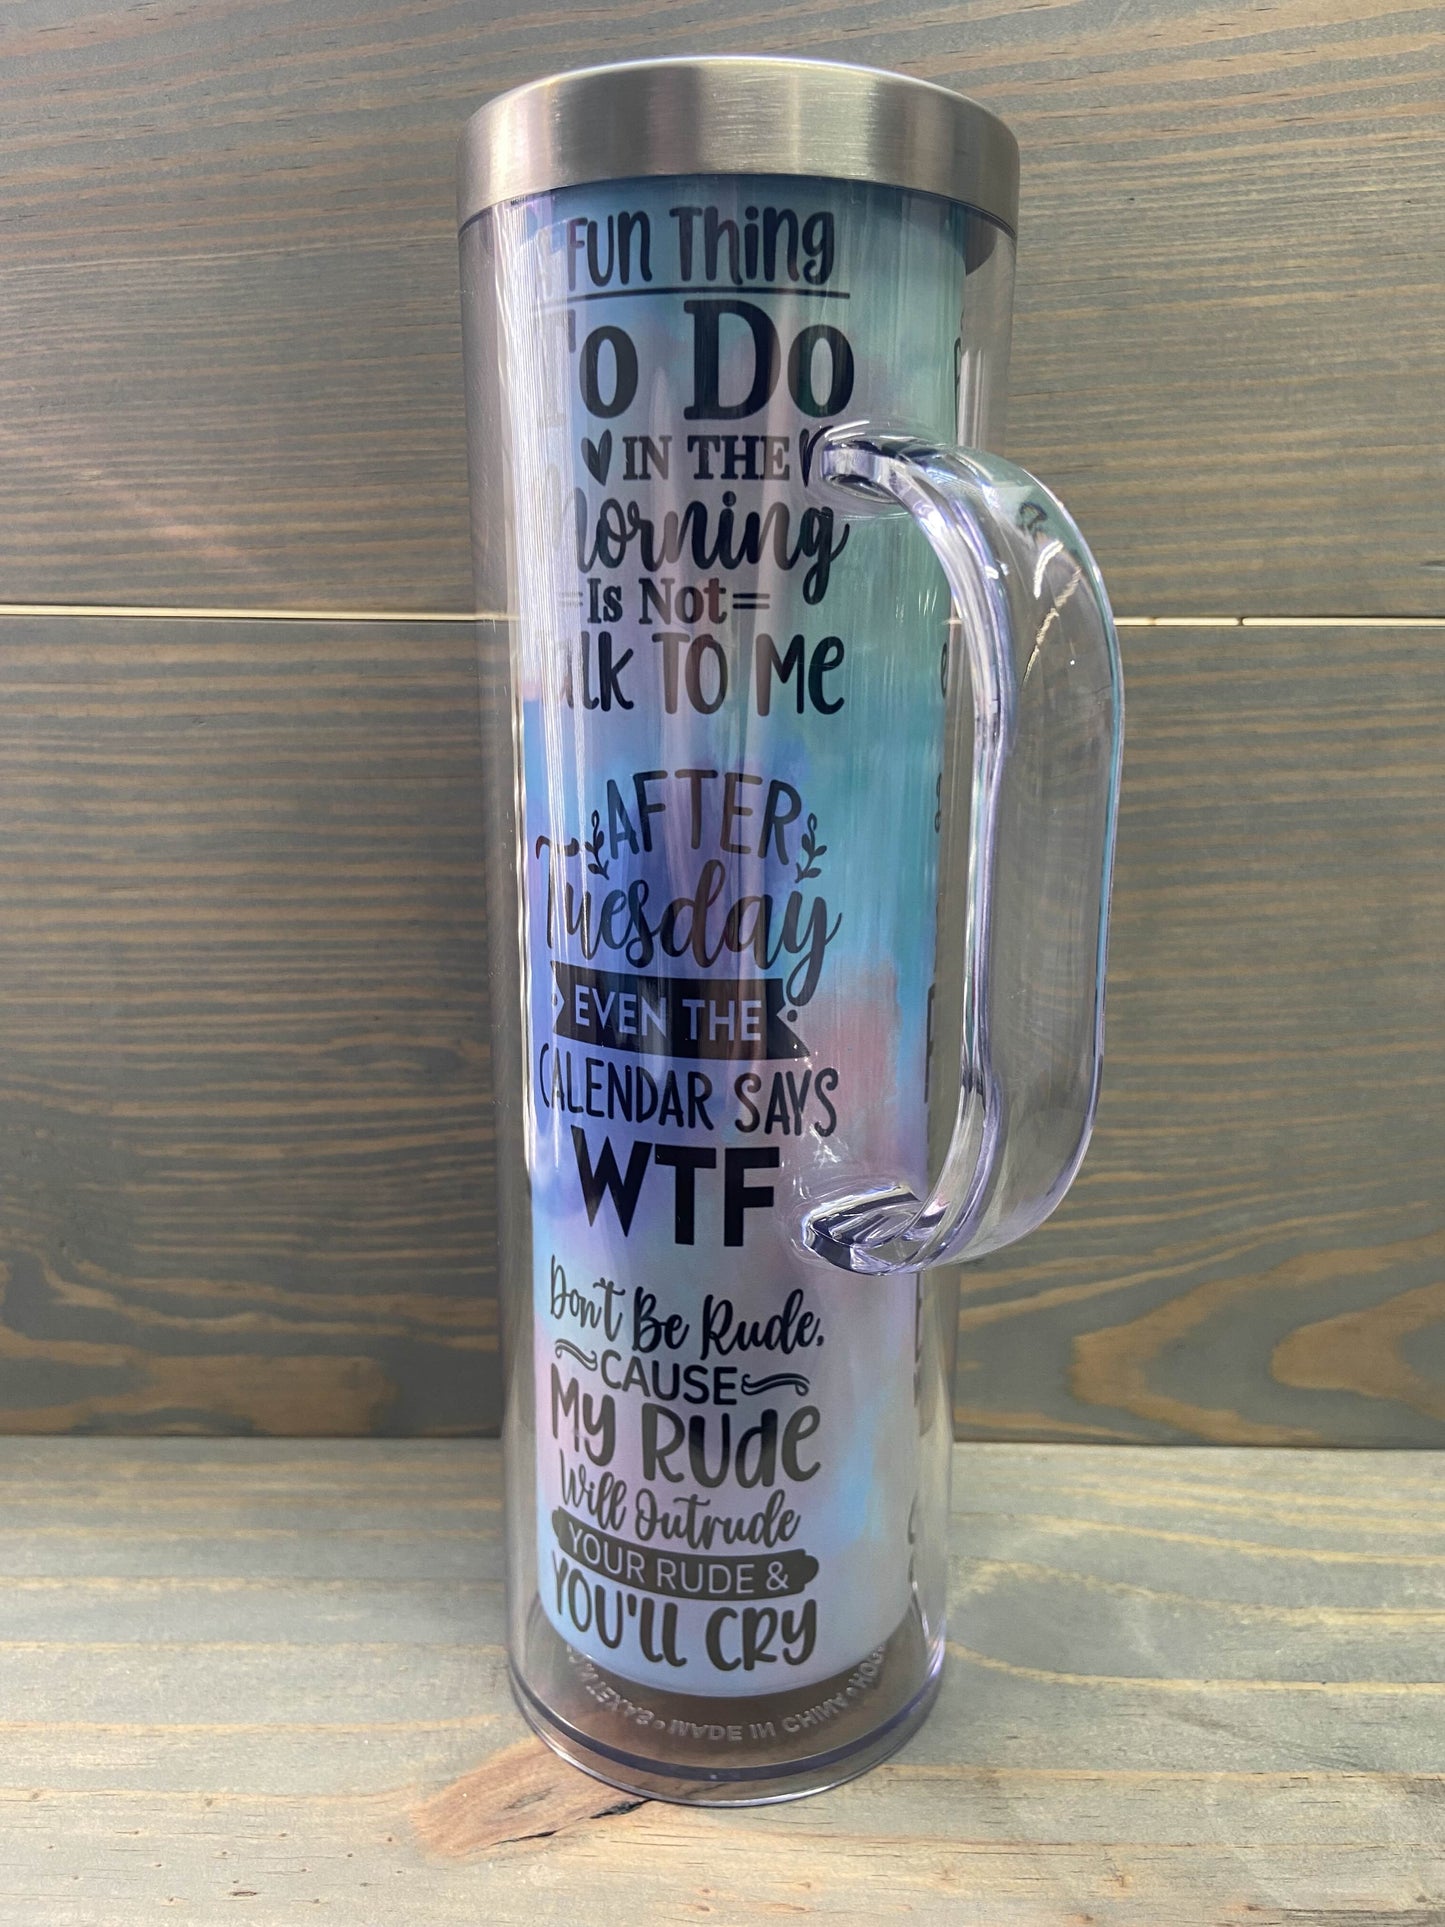 Fun Thing
To Do
IN THE
Morning
Is Not
Talk TO Me
AFTER
Tuesday
EVEN THE
CALENDAR SAYS
WTF
Don't Be Rude,
CAUSE
My Rude
Will Outrude
YOUR RUDE &
YOU'll CRY
MADE IN CHINA